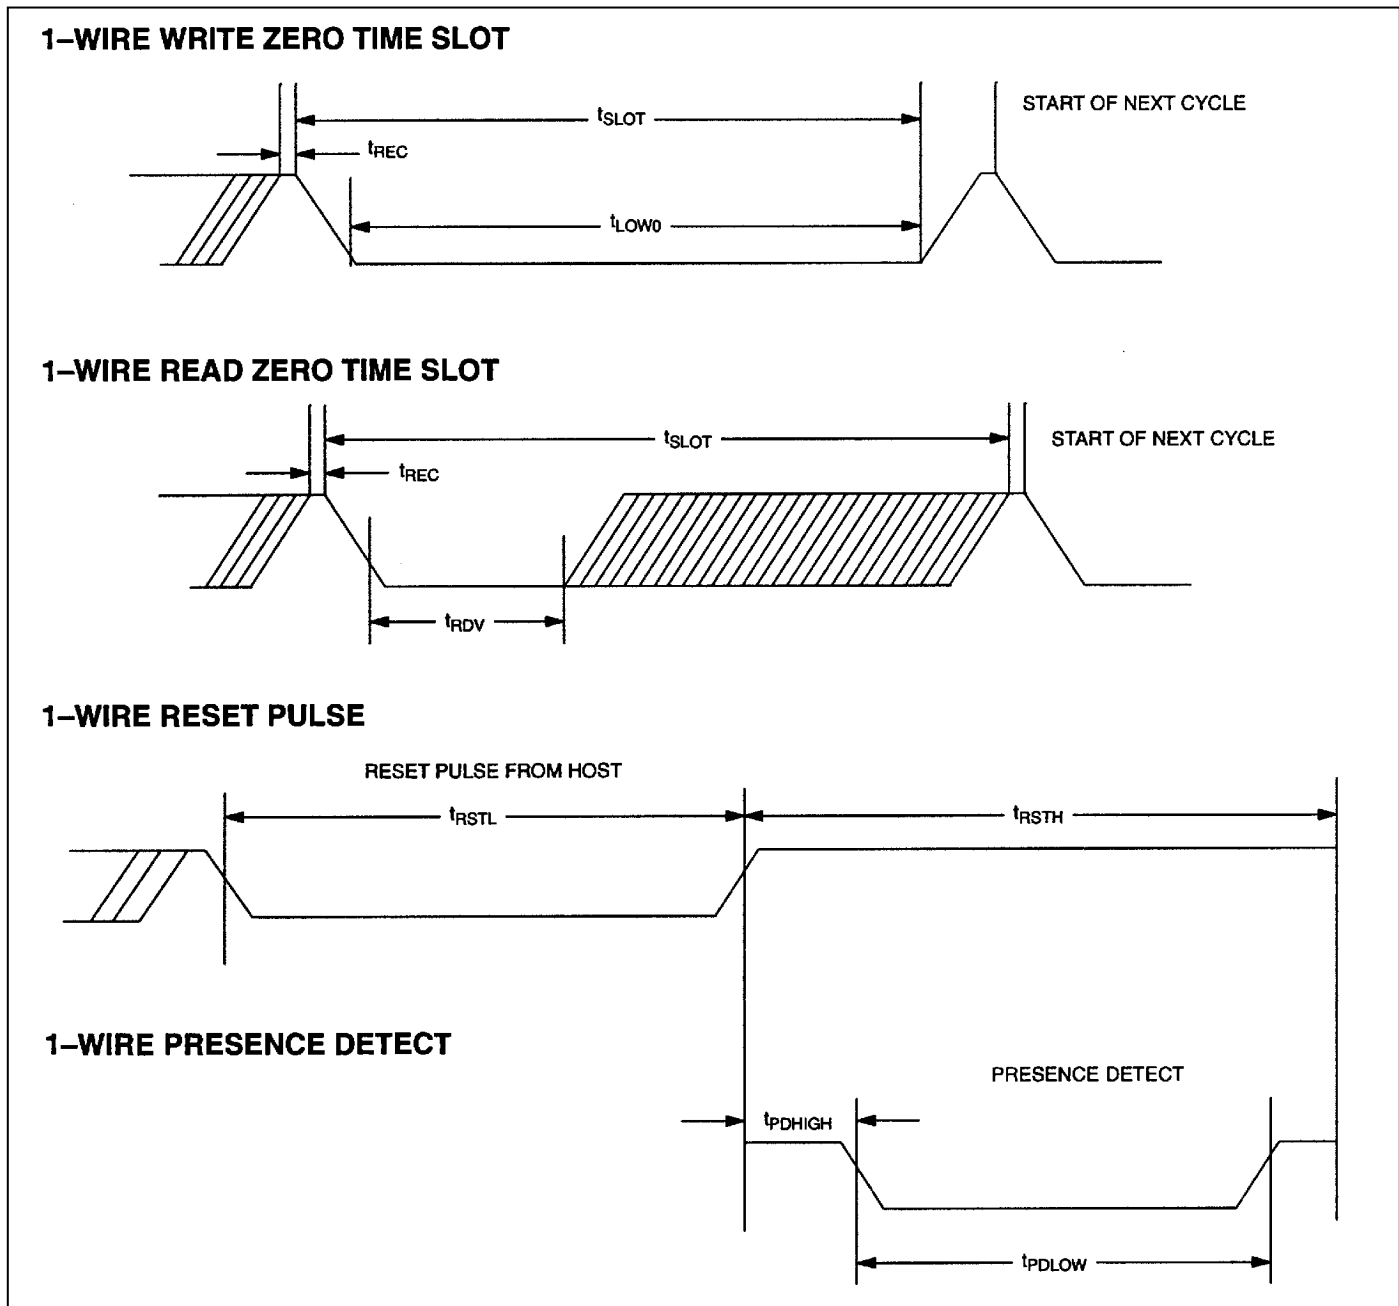 1–WIRE WRITE ZERO TIME SLOT
START OF NEXT CYCLE
tSLOT
tREC
tLOW0
1–WIRE READ ZERO TIME SLOT
tSLOT
START OF NEXT CYCLE
tREC
tRDV
1–WIRE RESET PULSE
RESET PULSE FROM HOST
tRSTL
tRSTH
1–WIRE PRESENCE DETECT
PRESENCE DETECT
tPDHIGH
tPDLOW